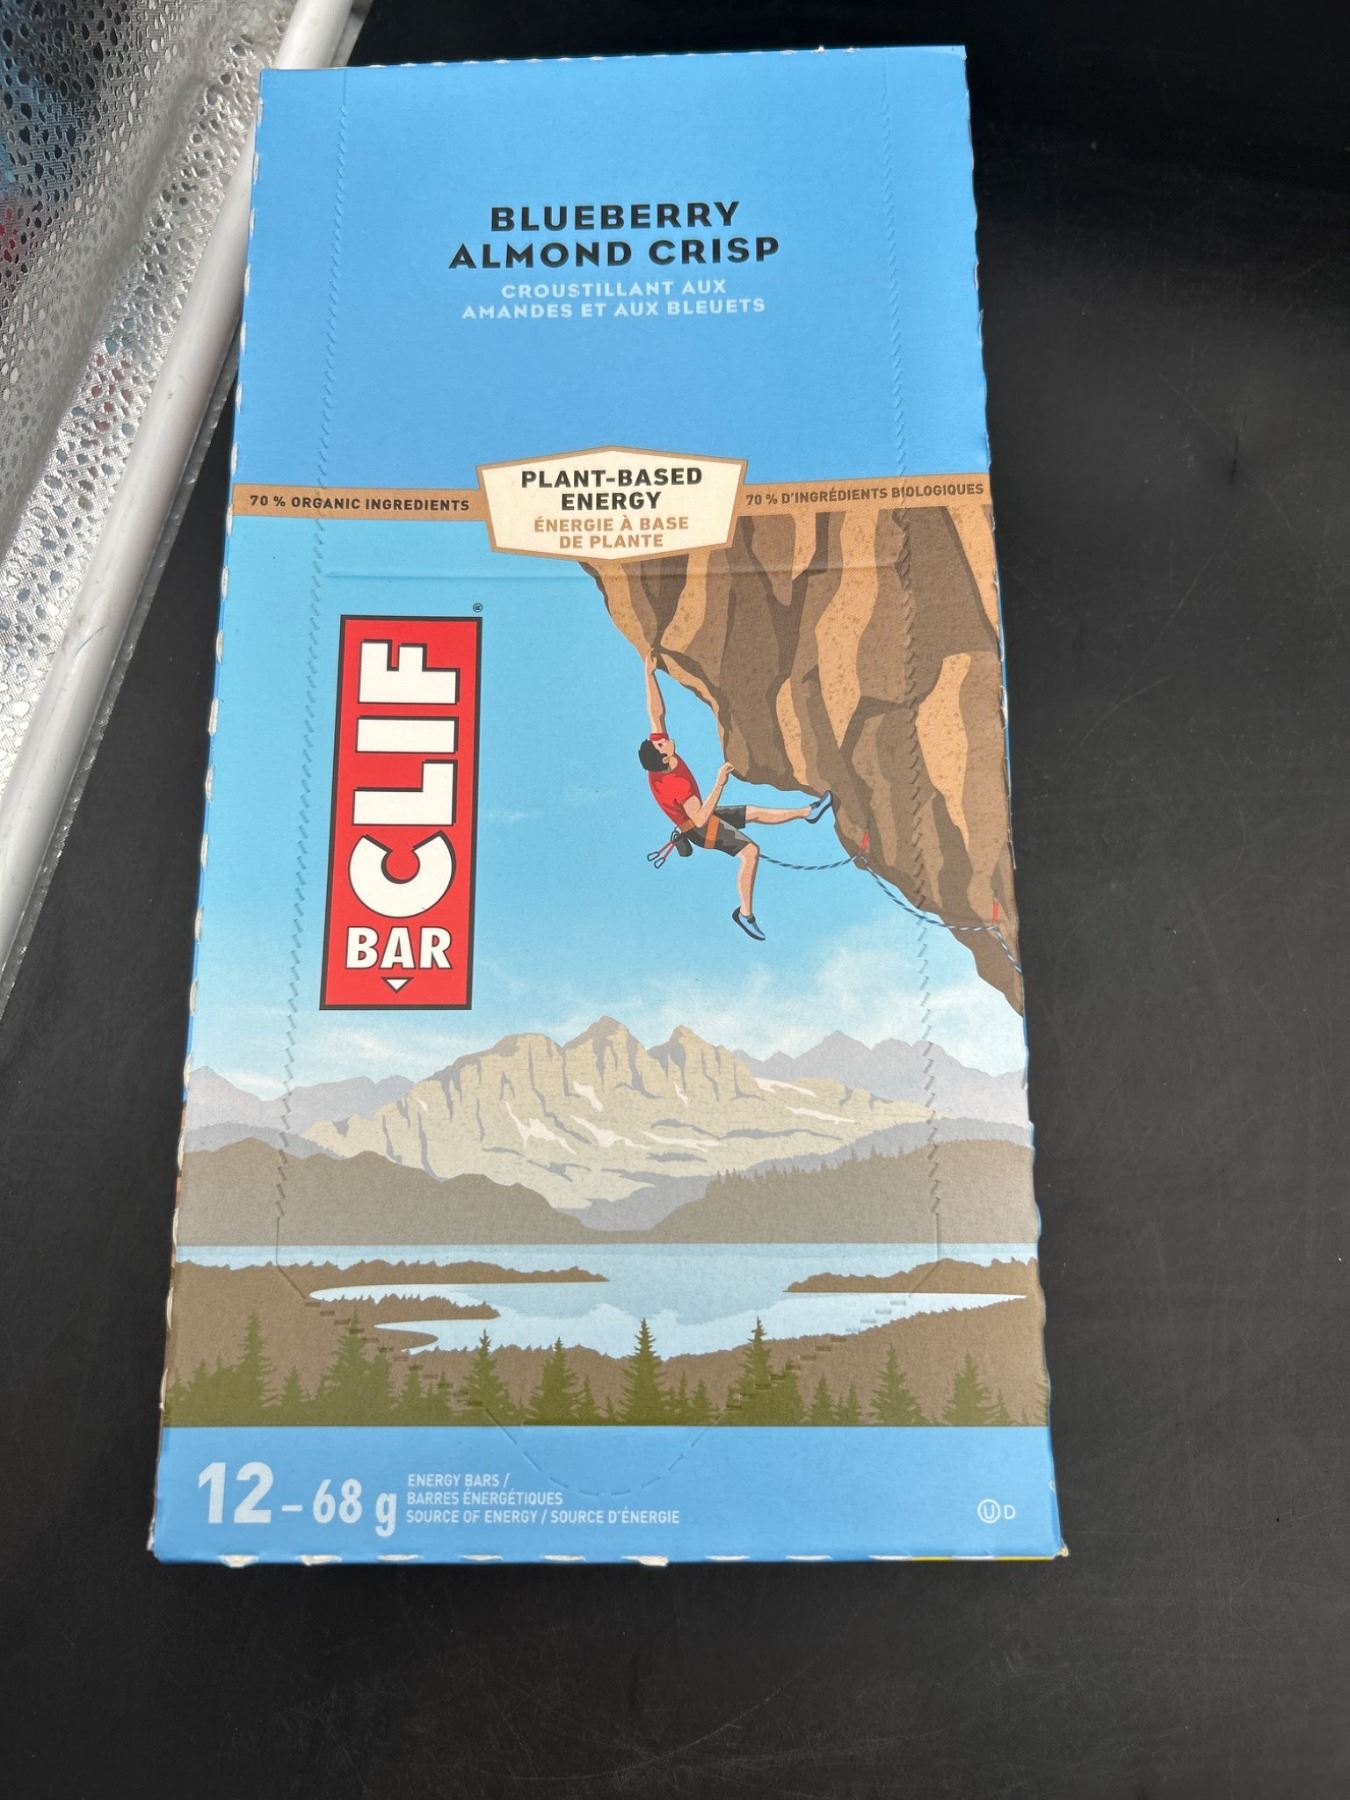 BLUEBERRY
ALMOND CRISP
CROUSTILLANT AUX
AMANDES ET AUX BLEUETS
70 % ORGANIC INGREDIENTS
PLANT-BASED
ENERGY
ÉNERGIE À BASE
DE PLANTE
70 % D'INGRÉDIENTS BIOLOGIQUES
CLIF®
BAR
12 – 68 g
ENERGY BARS /
BARRES ÉNERGÉTIQUES
SOURCE OF ENERGY / SOURCE D'ÉNERGIE
Ⓤ D